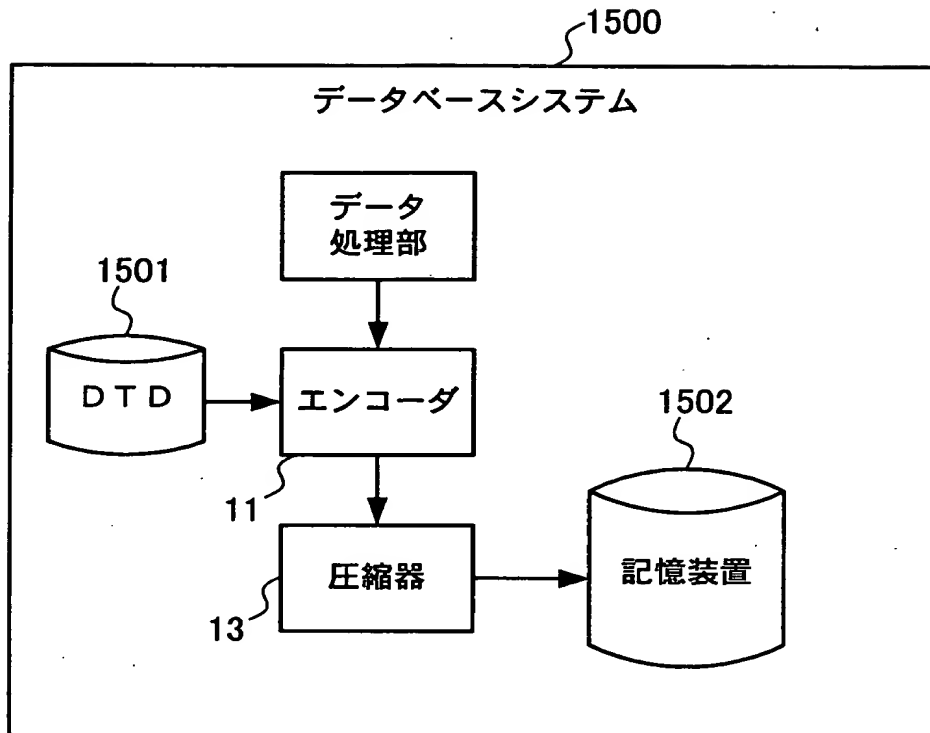 1500
データベースシステム
データ
処理部
1501
DTD
エンコーダ
1502
11
圧縮器
記憶装置
13